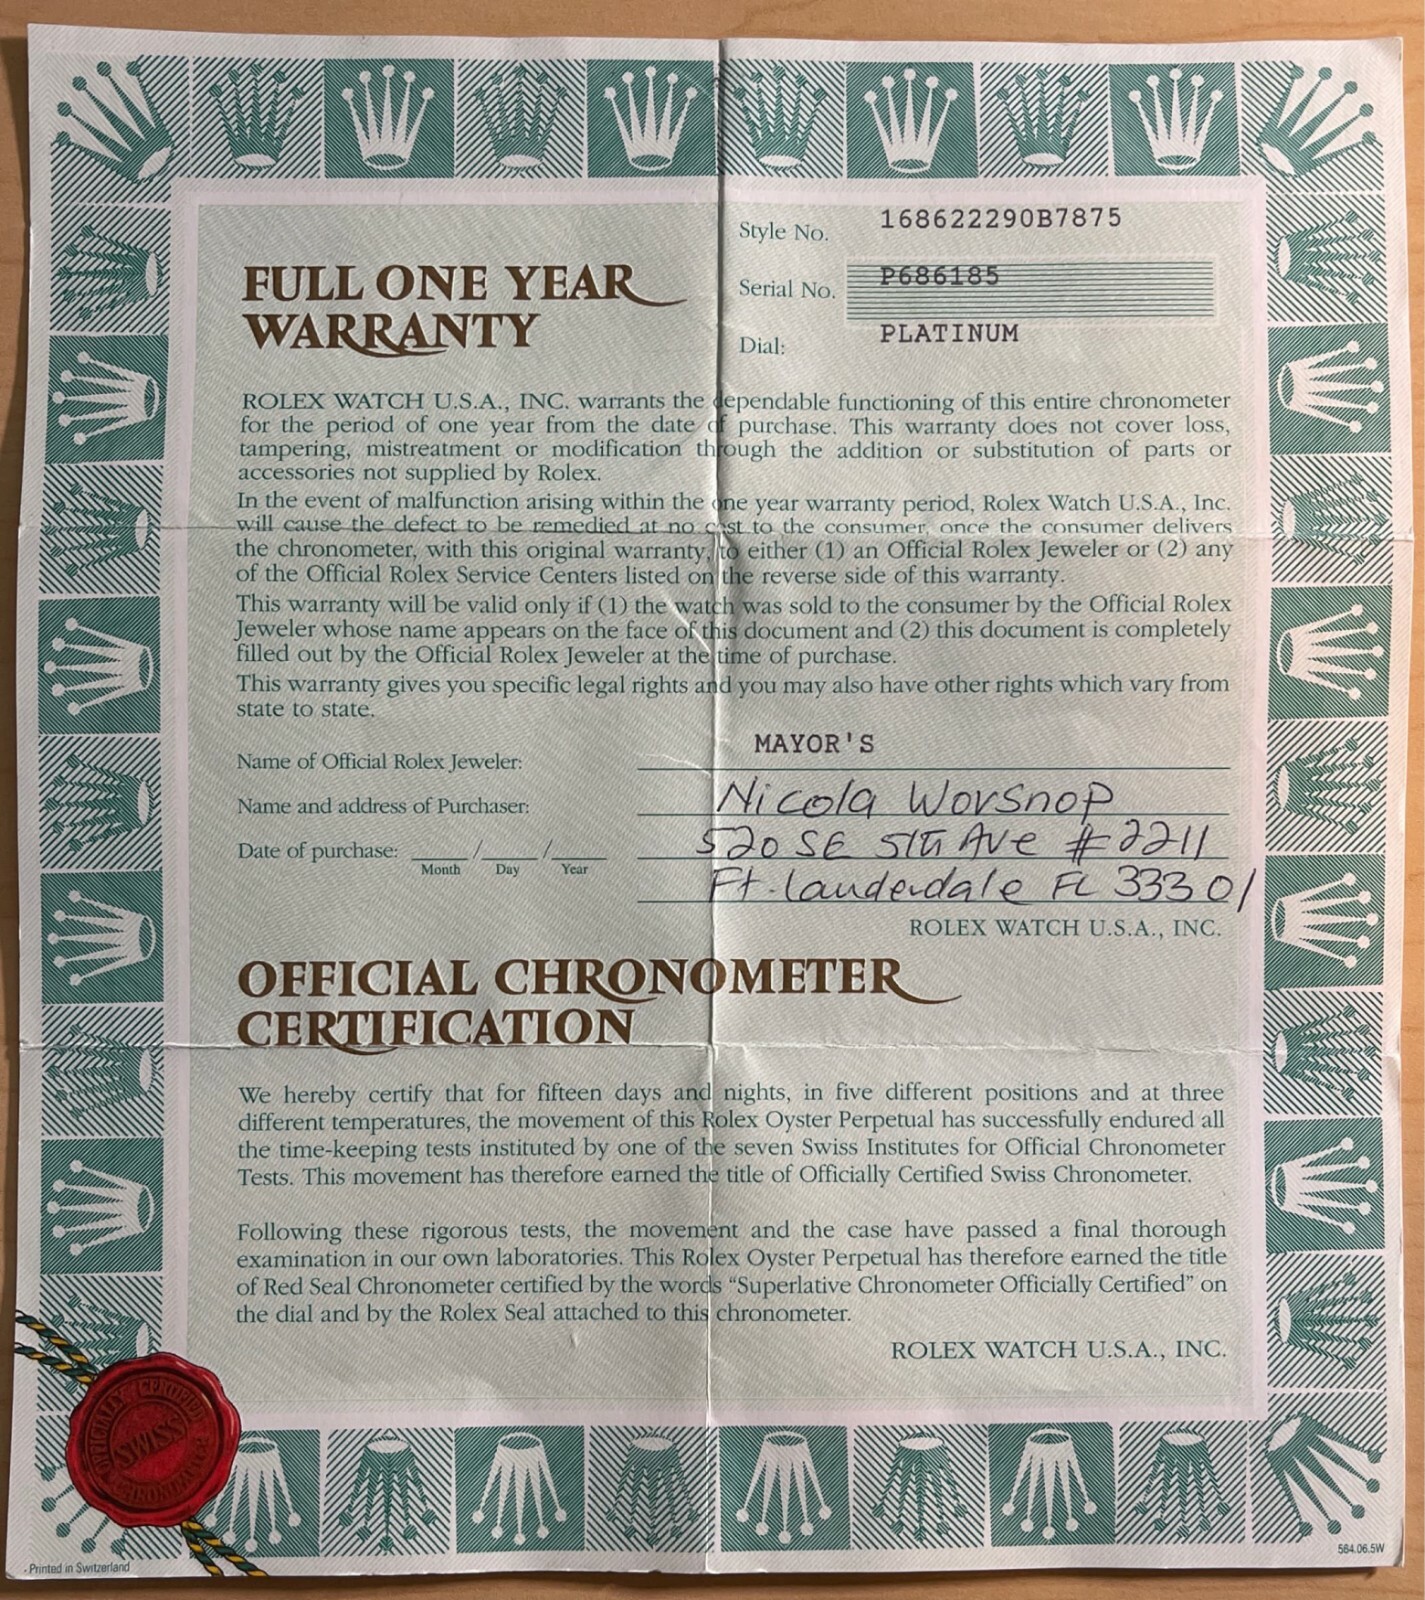 Style No. 168622290B7875
FULL ONE YEAR
WARRANTY
Serial No. P686185
Dial: PLATINUM
ROLEX WATCH U.S.A., INC. warrants the dependable functioning of this entire chronometer
for the period of one year from the date of purchase. This warranty does not cover loss,
tampering, mistreatment or modification through the addition or substitution of parts or
accessories not supplied by Rolex.
In the event of malfunction arising within the one year warranty period, Rolex Watch U.S.A., Inc.
will cause the defect to be remedied at no cost to the consumer, once the consumer delivers
the chronometer, with this original warranty, to either (1) an Official Rolex Jeweler or (2) any
of the Official Rolex Service Centers listed on the reverse side of this warranty.
This warranty will be valid only if (1) the watch was sold to the consumer by the Official Rolex
Jeweler whose name appears on the face of this document and (2) this document is completely
filled out by the Official Rolex Jeweler at the time of purchase.
This warranty gives you specific legal rights and you may also have other rights which vary from
state to state.
Name of Official Rolex Jeweler: MAYOR'S
Name and address of Purchaser: Nicola Worsnop
Date of purchase: / / 520 SE 5TH AVE #2211
Month Day Year
Ft. Lauderdale FL 33301
ROLEX WATCH U.S.A., INC.
OFFICIAL CHRONOMETER
CERTIFICATION
We hereby certify that for fifteen days and nights, in five different positions and at three
different temperatures, the movement of this Rolex Oyster Perpetual has successfully endured all
the time-keeping tests instituted by one of the seven Swiss Institutes for Official Chronometer
Tests. This movement has therefore earned the title of Officially Certified Swiss Chronometer.
Following these rigorous tests, the movement and the case have passed a final thorough
examination in our own laboratories. This Rolex Oyster Perpetual has therefore earned the title
of Red Seal Chronometer certified by the words “Superlative Chronometer Officially Certified” on
the dial and by the Rolex Seal attached to this chronometer.
ROLEX WATCH U.S.A., INC.
OFFICIALLY CERTIFIED
SWISS
CHRONOMETER
Printed in Switzerland
564.06.5W